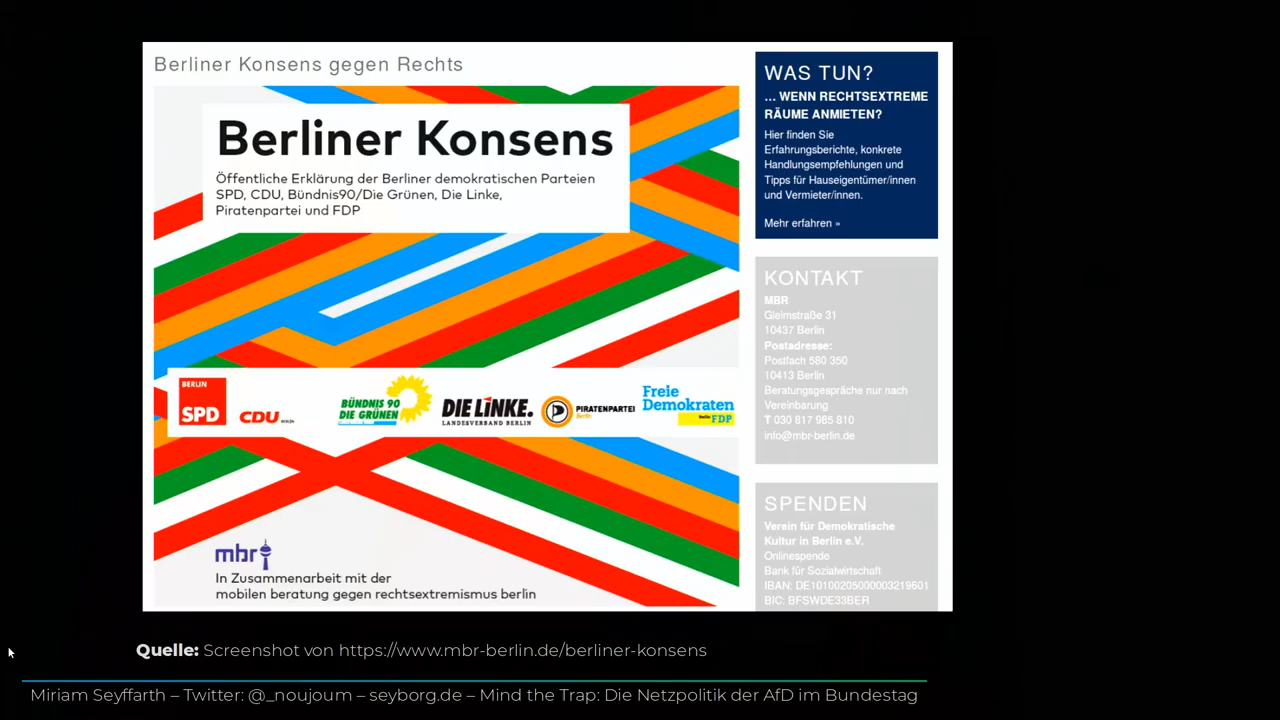 Berliner Konsens gegen Rechts
Berliner Konsens
Öffentliche Erklärung der Berliner demokratischen Parteien
SPD, CDU, Bündnis90/Die Grünen, Die Linke,
Piratenpartei und FDP
BERLIN
SPD
CDU BERLIN
BÜNDNIS 90
DIE GRÜNEN
DIE LINKE.
LANDESVERBAND BERLIN
PIRATENPARTEI
Berlin
Freie
Demokraten
Berlin FDP
mbr
In Zusammenarbeit mit der
mobilen beratung gegen rechtsextremismus berlin
WAS TUN?
... WENN RECHTSEXTREME
RÄUME ANMIETEN?
Hier finden Sie
Erfahrungsberichte, konkrete
Handlungsempfehlungen und
Tipps für Hauseigentümer/innen
und Vermieter/innen.
Mehr erfahren »
KONTAKT
MBR
Gleimstraße 31
10437 Berlin
Postadresse:
Postfach 580 350
10413 Berlin
Beratungsgespräche nur nach
Vereinbarung
T 030 817 985 810
info@mbr-berlin.de
SPENDEN
Verein für Demokratische
Kultur in Berlin e.V.
Onlinespende
Bank für Sozialwirtschaft
IBAN: DE10100205000003219601
BIC: BFSWDE33BER
Quelle: Screenshot von https://www.mbr-berlin.de/berliner-konsens
Miriam Seyffarth – Twitter: @_noujoum – seyborg.de – Mind the Trap: Die Netzpolitik der AfD im Bundestag